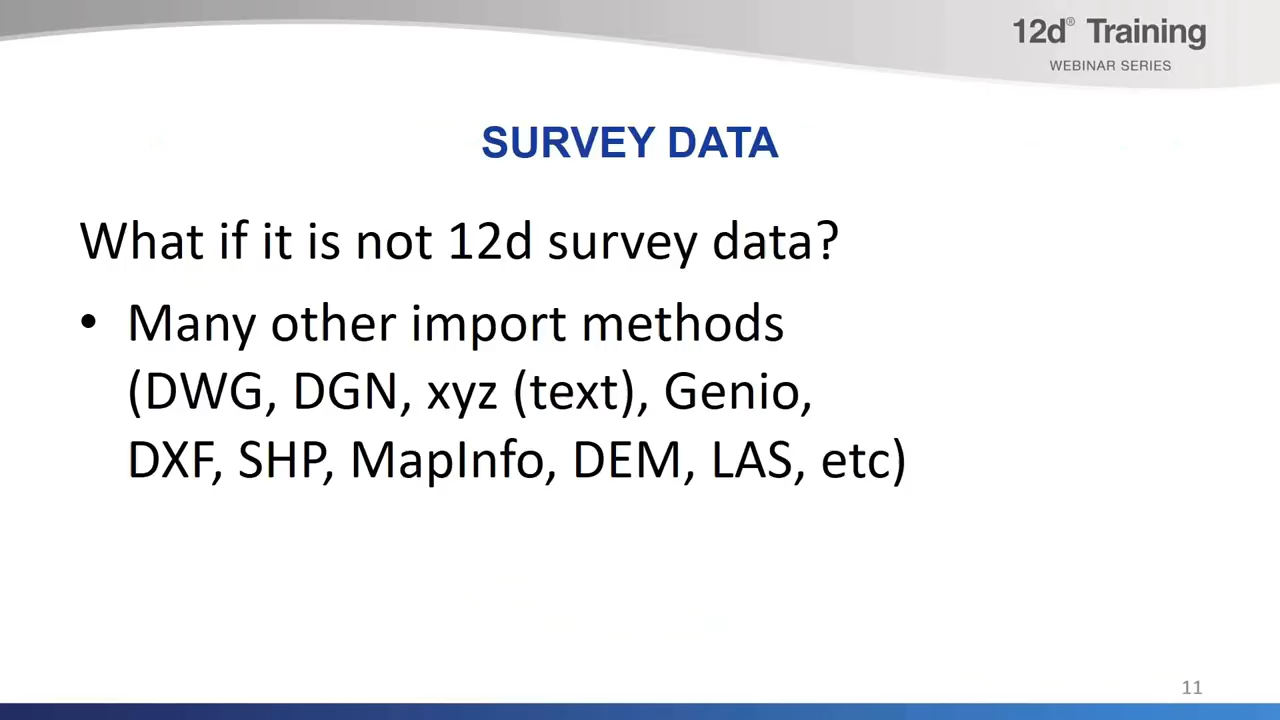 12d® Training
WEBINAR SERIES
SURVEY DATA
What if it is not 12d survey data?
• Many other import methods
(DWG, DGN, xyz (text), Genio,
DXF, SHP, MapInfo, DEM, LAS, etc)
11